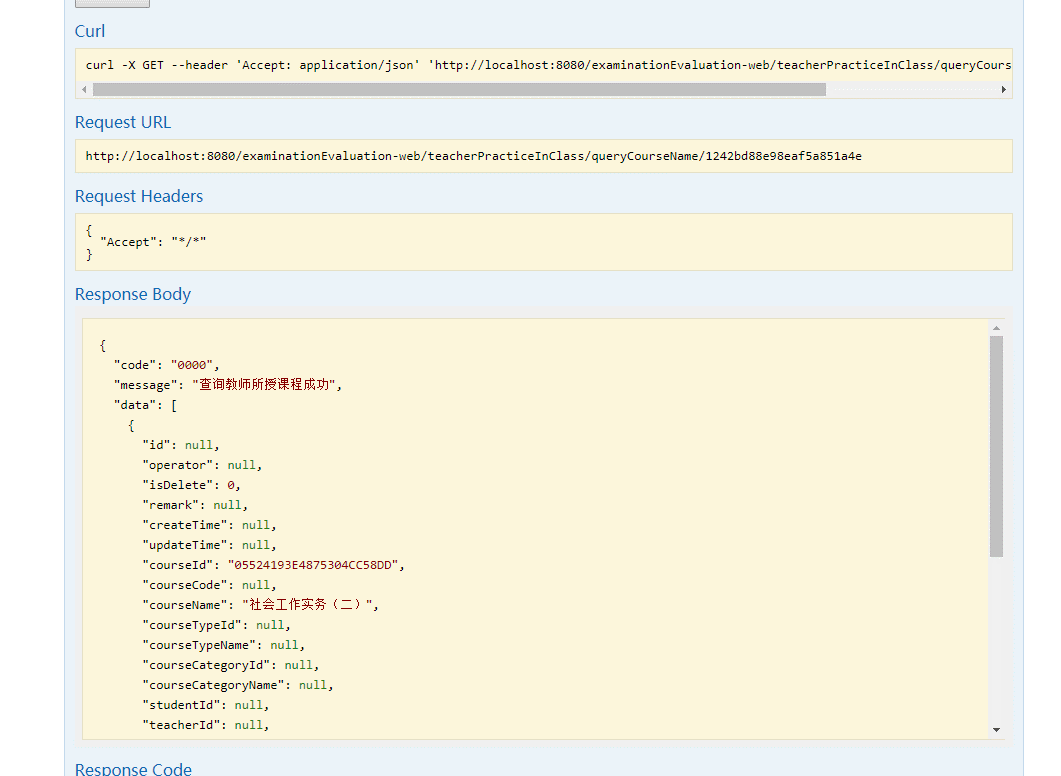 Curl
curl -X GET --header 'Accept: application/json' 'http://localhost:8080/examinationEvaluation-web/teacherPracticeInClass/queryCours
Request URL
http://localhost:8080/examinationEvaluation-web/teacherPracticeInClass/queryCourseName/1242bd88e98eaf5a851a4e
Request Headers
{
"Accept": "*/*"
}
Response Body
{
"code": "0000",
"message": "查询教师所授课程成功",
"data": [
{
"id": null,
"operator": null,
"isDelete": 0,
"remark": null,
"createTime": null,
"updateTime": null,
"courseId": "05524193E4875304CC58DD",
"courseCode": null,
"courseName": "社会工作实务（二）",
"courseTypeId": null,
"courseTypeName": null,
"courseCategoryId": null,
"courseCategoryName": null,
"studentId": null,
"teacherId": null,
Response Code